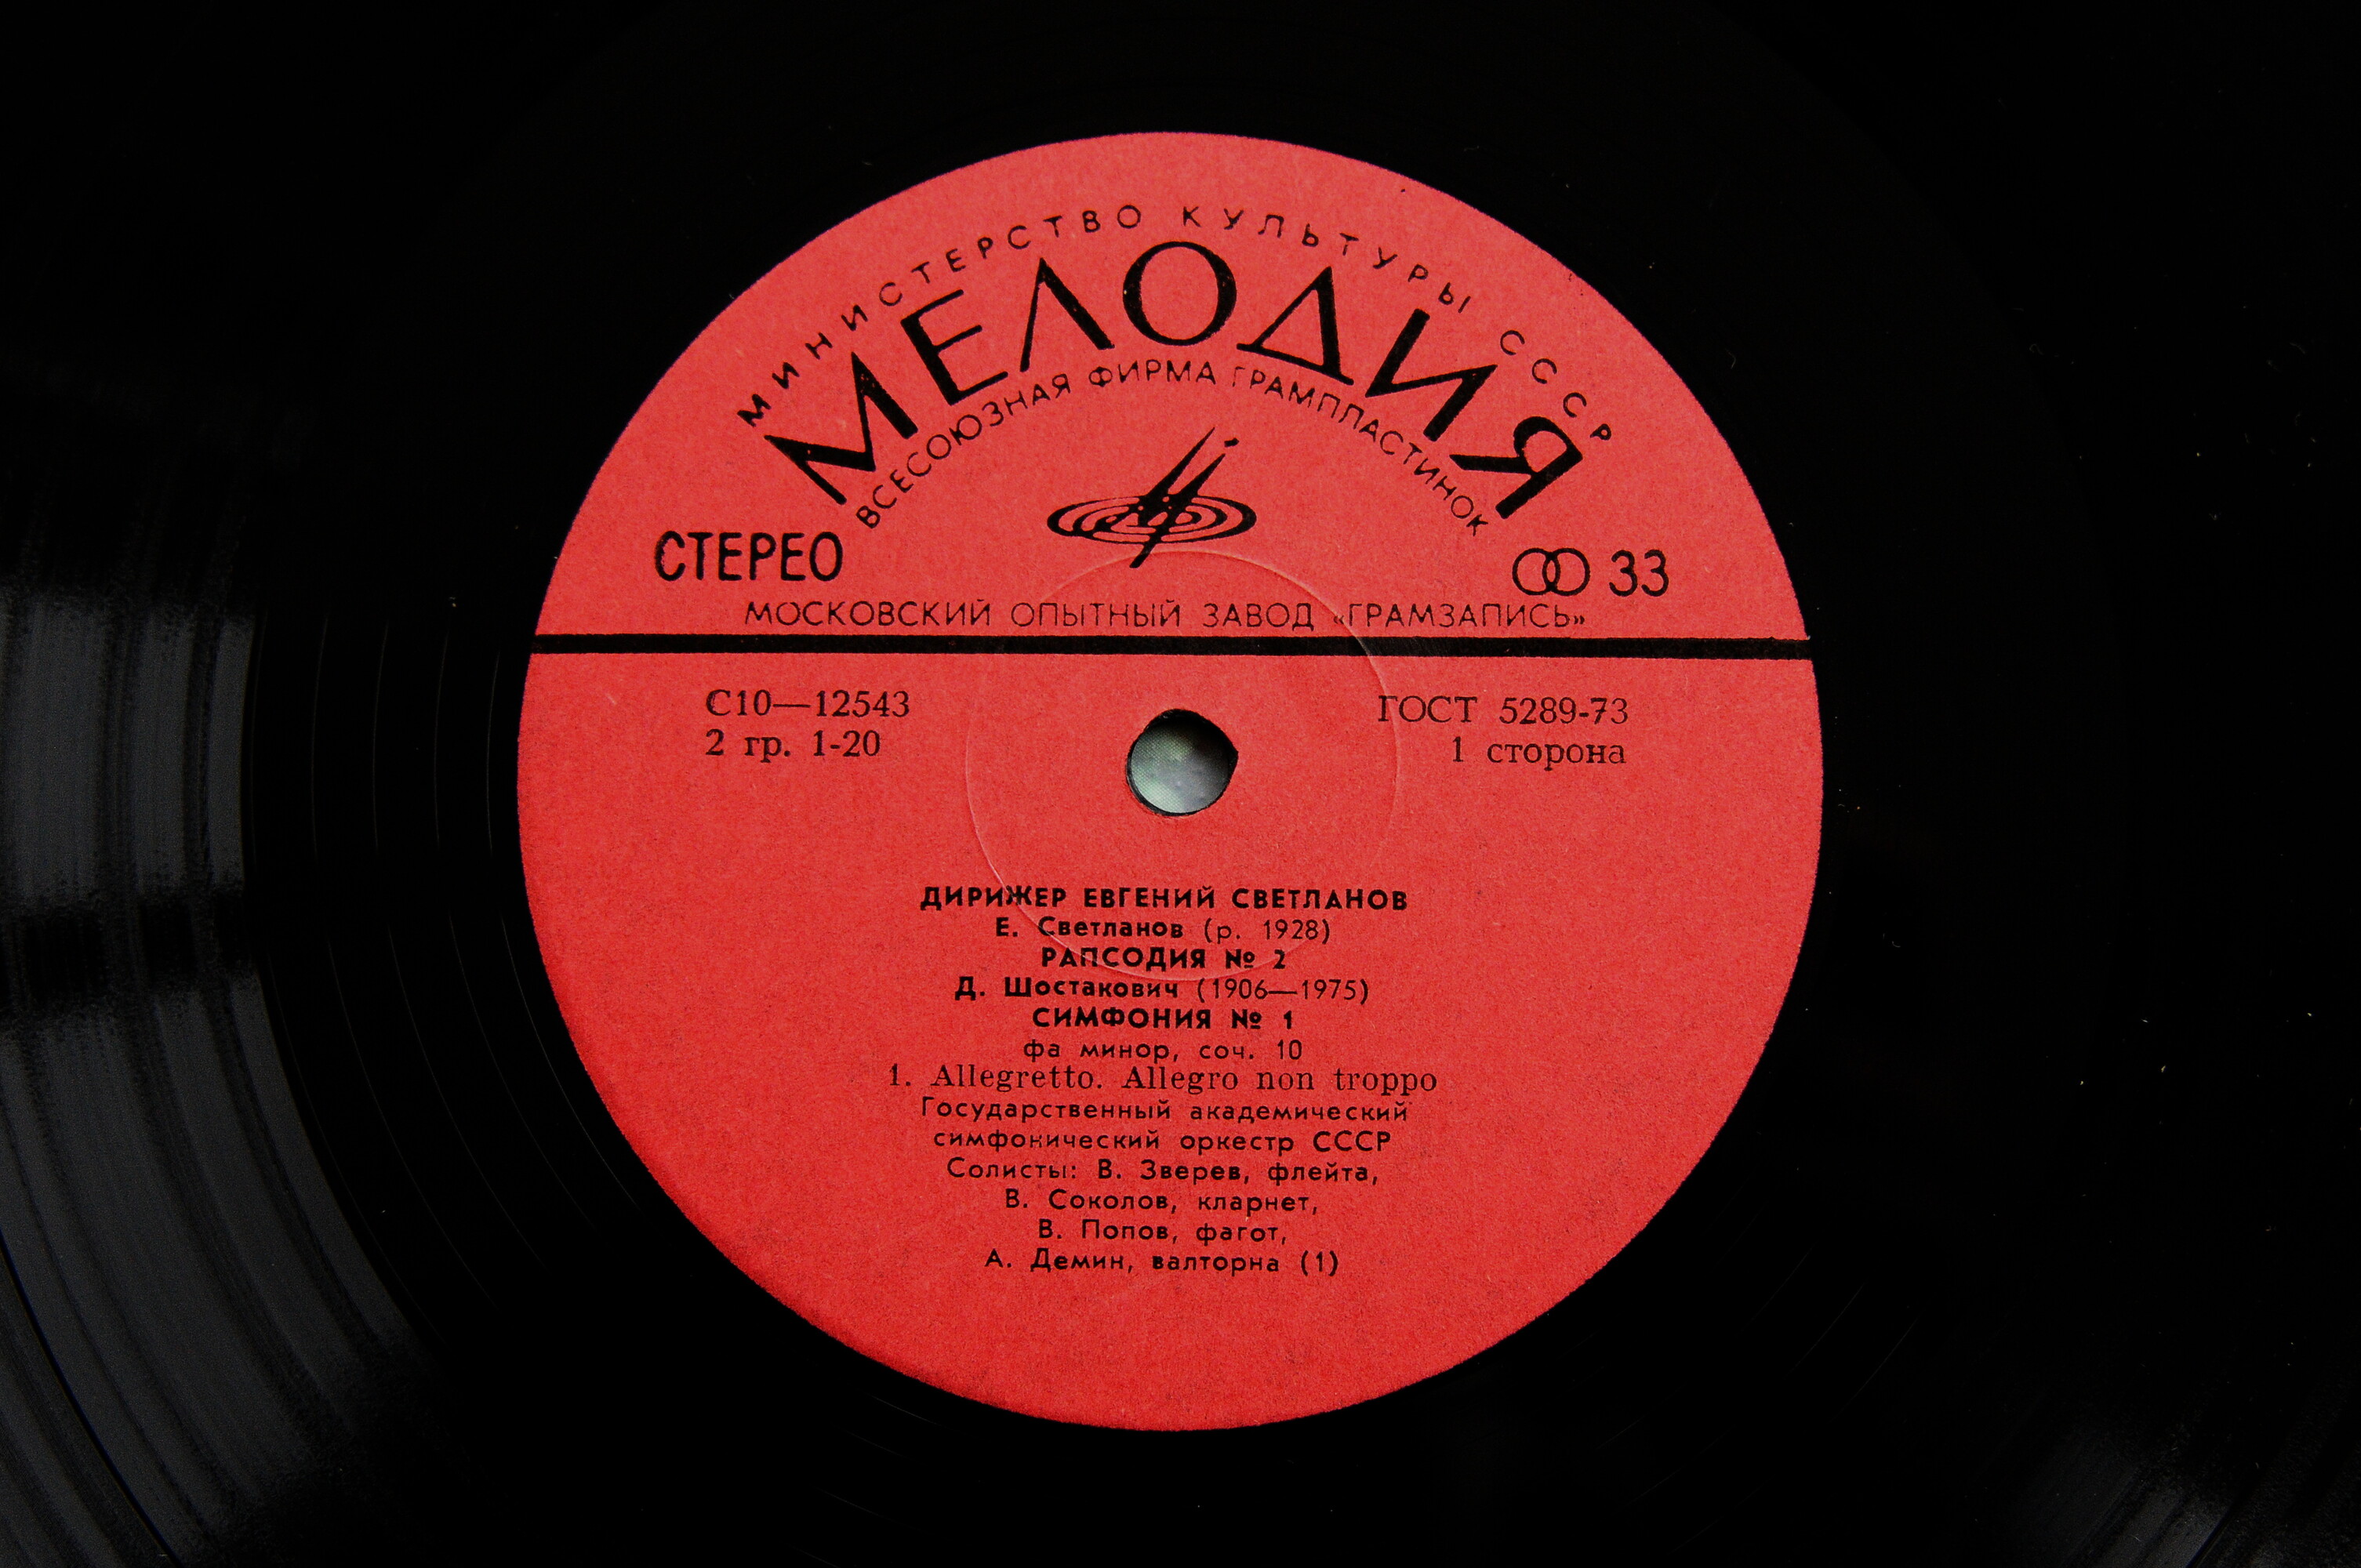 МИНИСТЕРСТВО КУЛЬТУРЫ СССР
МЕЛОДИЯ
ВСЕСОЮЗНАЯ ФИРМА ГРАМПЛАСТИНОК
СТЕРЕО
33
МОСКОВСКИЙ ОПЫТНЫЙ ЗАВОД «ГРАМЗАПИСЬ»
С10—12543
ГОСТ 5289-73
2 гр. 1-20
1 сторона
ДИРИЖЕР ЕВГЕНИЙ СВЕТЛАНОВ
Е. Светланов (р. 1928)
РАПСОДИЯ № 2
Д. Шостакович (1906—1975)
СИМФОНИЯ № 1
фа минор, соч. 10
1. Allegretto. Allegro non troppo
Государственный академический
симфонический оркестр СССР
Солисты: В. Зверев, флейта,
В. Соколов, кларнет,
В. Попов, фагот,
А. Демин, валторна (1)